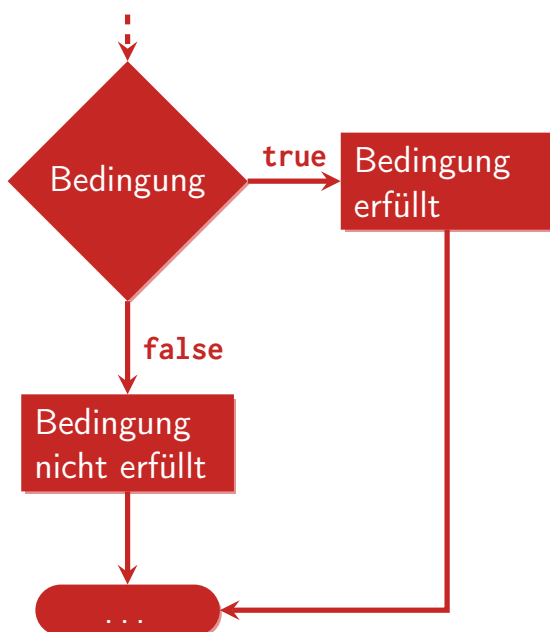 Bedingung
true
Bedingung
erfüllt
false
Bedingung
nicht erfüllt
...